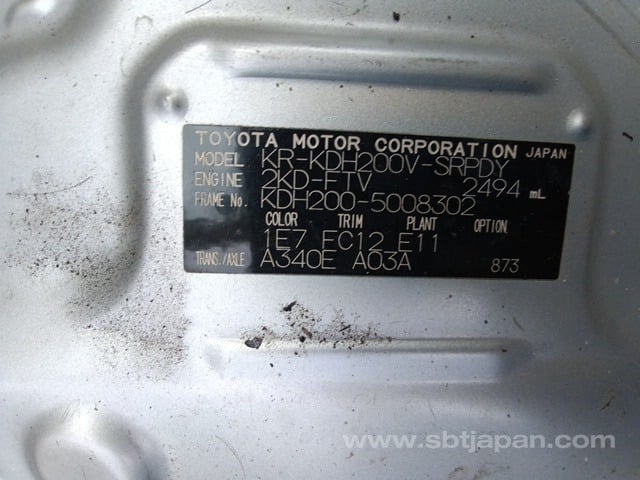 TOYOTA MOTOR CORPORATION JAPAN
MODEL KR-KDH200V-SRPDY
ENGINE 2KD-FTV 2494 mL
FRAME No. KDH200-5008302
COLOR TRIM PLANT OPTION
1E7 FC12 E11
TRANS./AXLE A340E A03A 873
www.sbtjapan.com